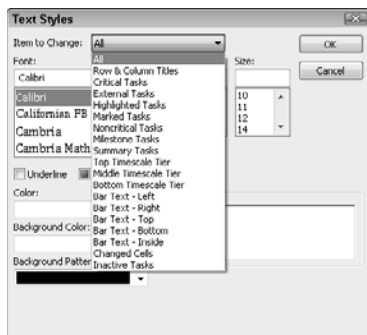 Text Styles
Item to Change: All
OK
Font:
Size:
Cancel
Calibri
Calibri
Californian FB
Cambria
Cambria Math
All
Row & Column Titles
Critical Tasks
External Tasks
Highlighted Tasks
Marked Tasks
Noncritical Tasks
Milestone Tasks
Summary Tasks
Top Timescale Tier
Middle Timescale Tier
Bottom Timescale Tier
Bar Text - Left
Bar Text - Right
Bar Text - Top
Bar Text - Bottom
Bar Text - Inside
Changed Cells
Inactive Tasks
10
11
12
14
Underline
Color:
Background Color:
Background Patter